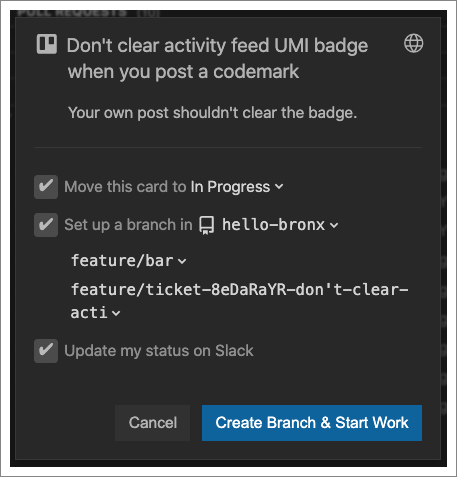 PULL REQUESTS (10)
Don't clear activity feed UMI badge
when you post a codemark
Your own post shouldn't clear the badge.
Move this card to In Progress
Set up a branch in hello-bronx
feature/bar
feature/ticket-8eDaRaYR-don't-clear-
acti
Update my status on Slack
Cancel
Create Branch & Start Work